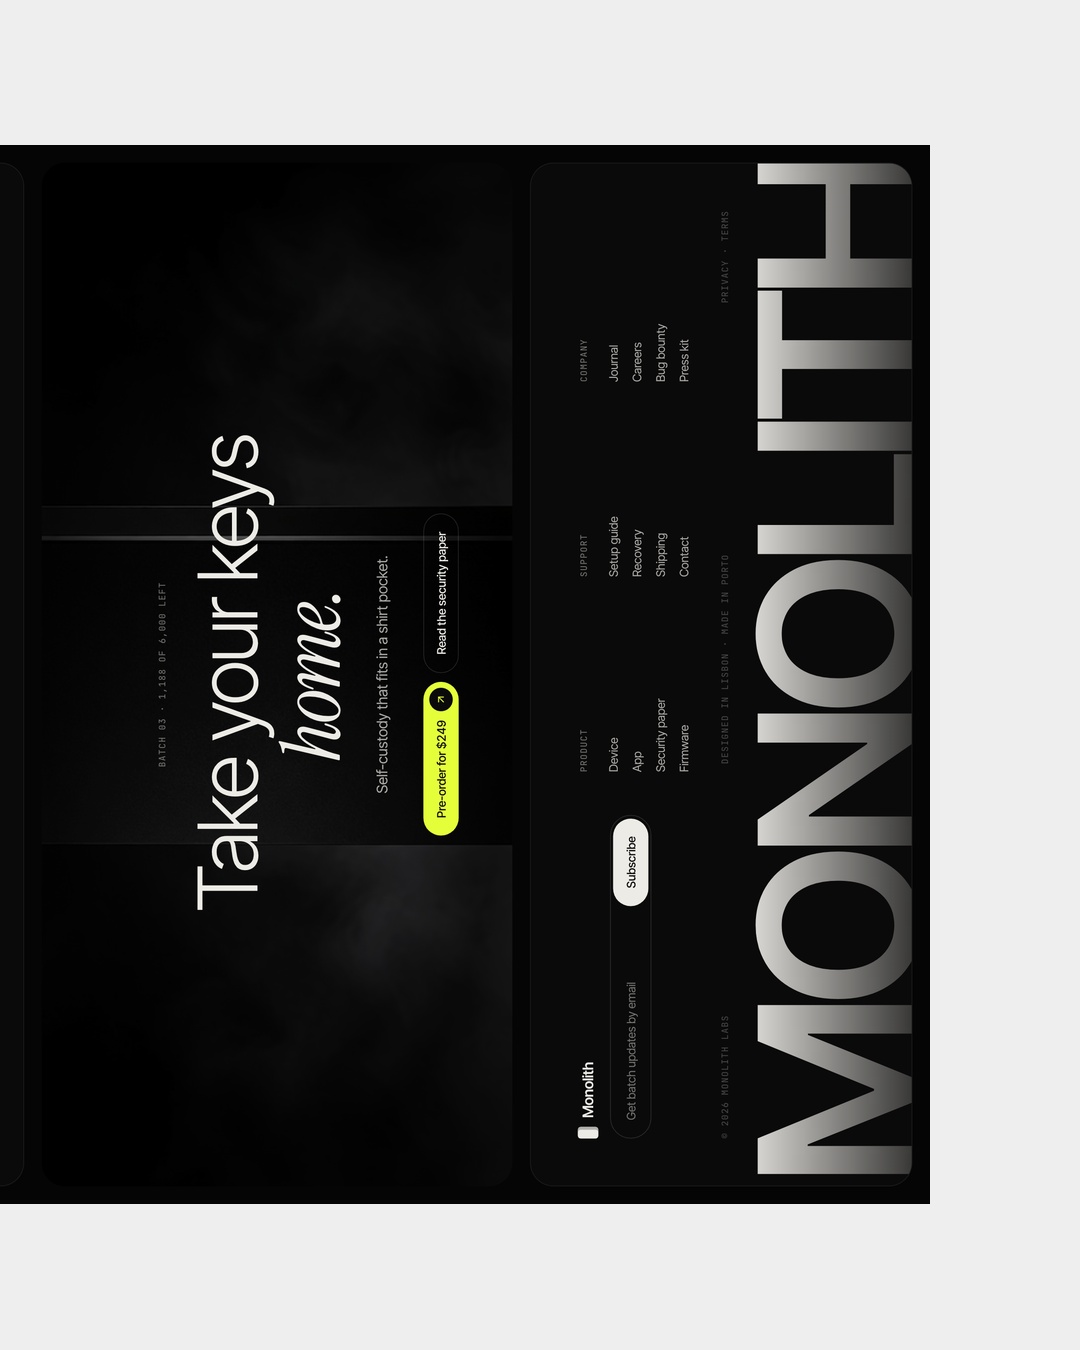 BATCH 03 · 1,188 OF 6,000 LEFT
Take your keys
home.
Self-custody that fits in a shirt pocket.
Pre-order for $249
Read the security paper
Monolith
Get batch updates by email
Subscribe
PRODUCT
Device
App
Security paper
Firmware
SUPPORT
Setup guide
Recovery
Shipping
Contact
COMPANY
Journal
Careers
Bug bounty
Press kit
© 2026 MONOLITH LABS
DESIGNED IN LISBON · MADE IN PORTO
PRIVACY · TERMS
MONOLITH